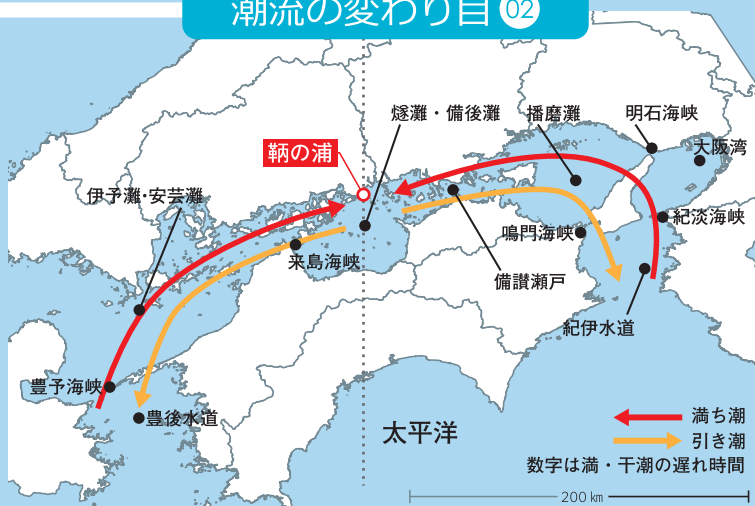 潮流の変わり目 02
燧灘・備後灘
播磨灘
明石海峡
大阪湾
鞆の浦
伊予灘・安芸灘
紀淡海峡
鳴門海峡
来島海峡
備讃瀬戸
紀伊水道
豊予海峡
豊後水道
太平洋
満ち潮
引き潮
数字は満・干潮の遅れ時間
200 km